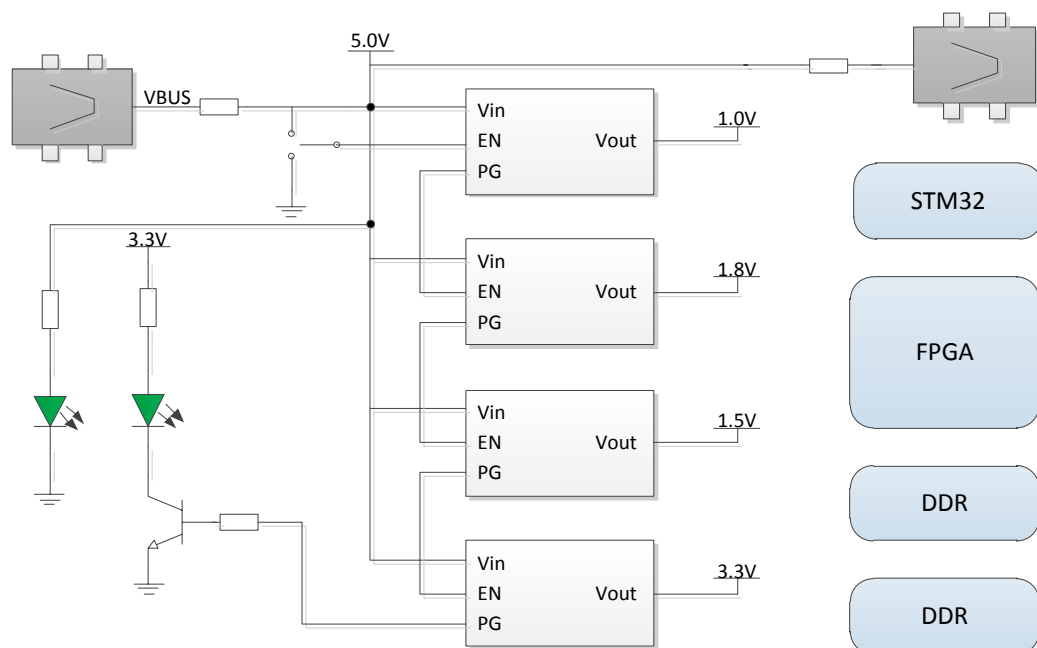 5.0V
VBUS
Vin
EN
PG
Vout
1.0V
STM32
3.3V
Vin
EN
PG
Vout
1.8V
FPGA
Vin
EN
PG
Vout
1.5V
DDR
Vin
EN
PG
Vout
3.3V
DDR